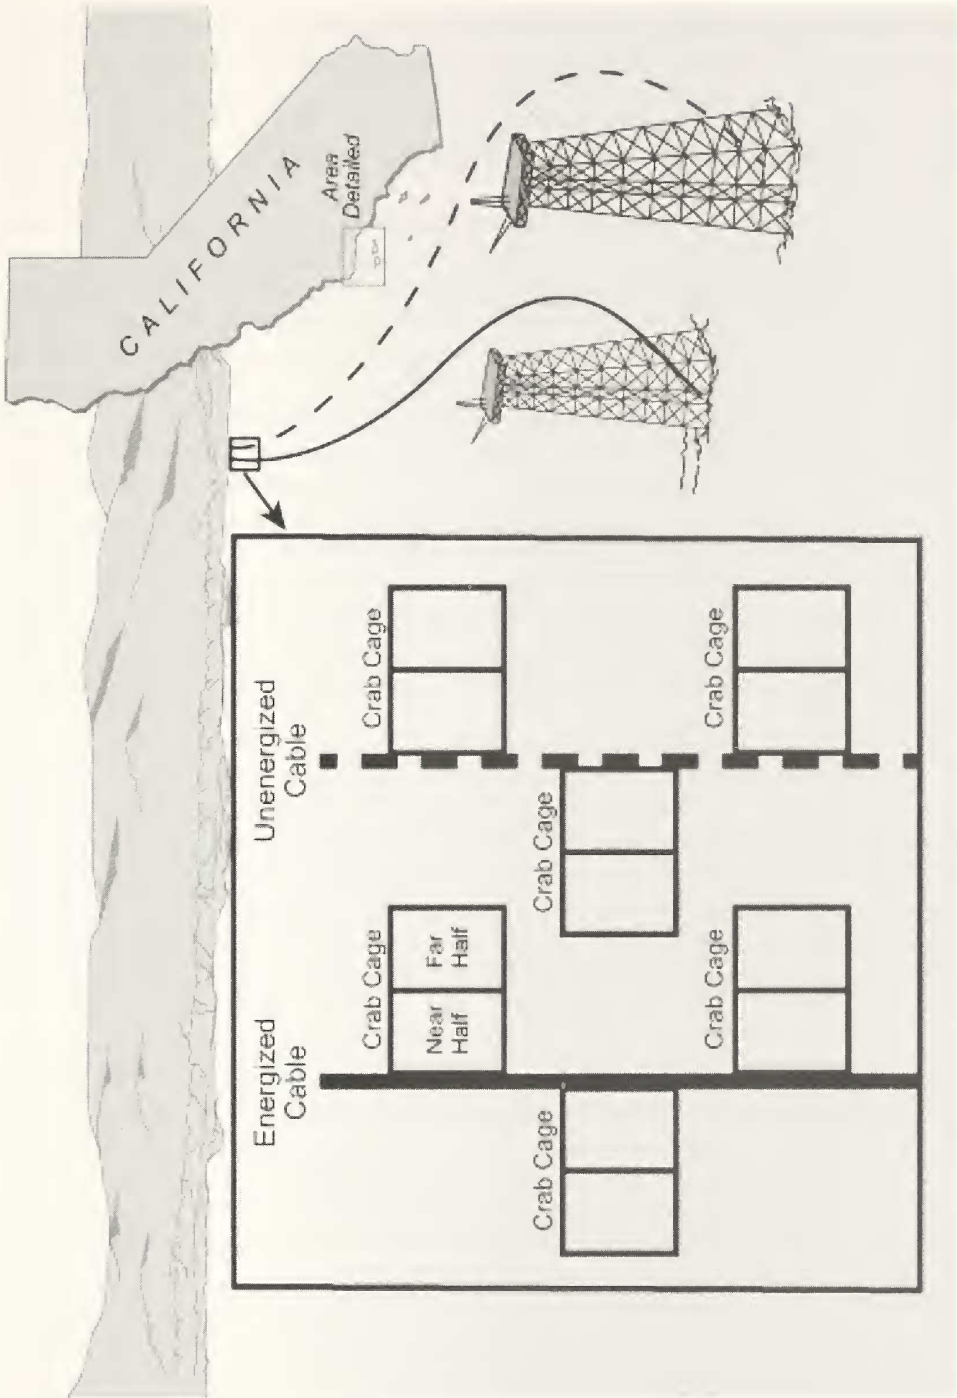 CALIFORNIA
Area
Detailed
Energized
Cable
Unenergized
Cable
Crab Cage
Near
Half
Far
Half
Crab Cage
Crab Cage
Crab Cage
Crab Cage
Crab Cage